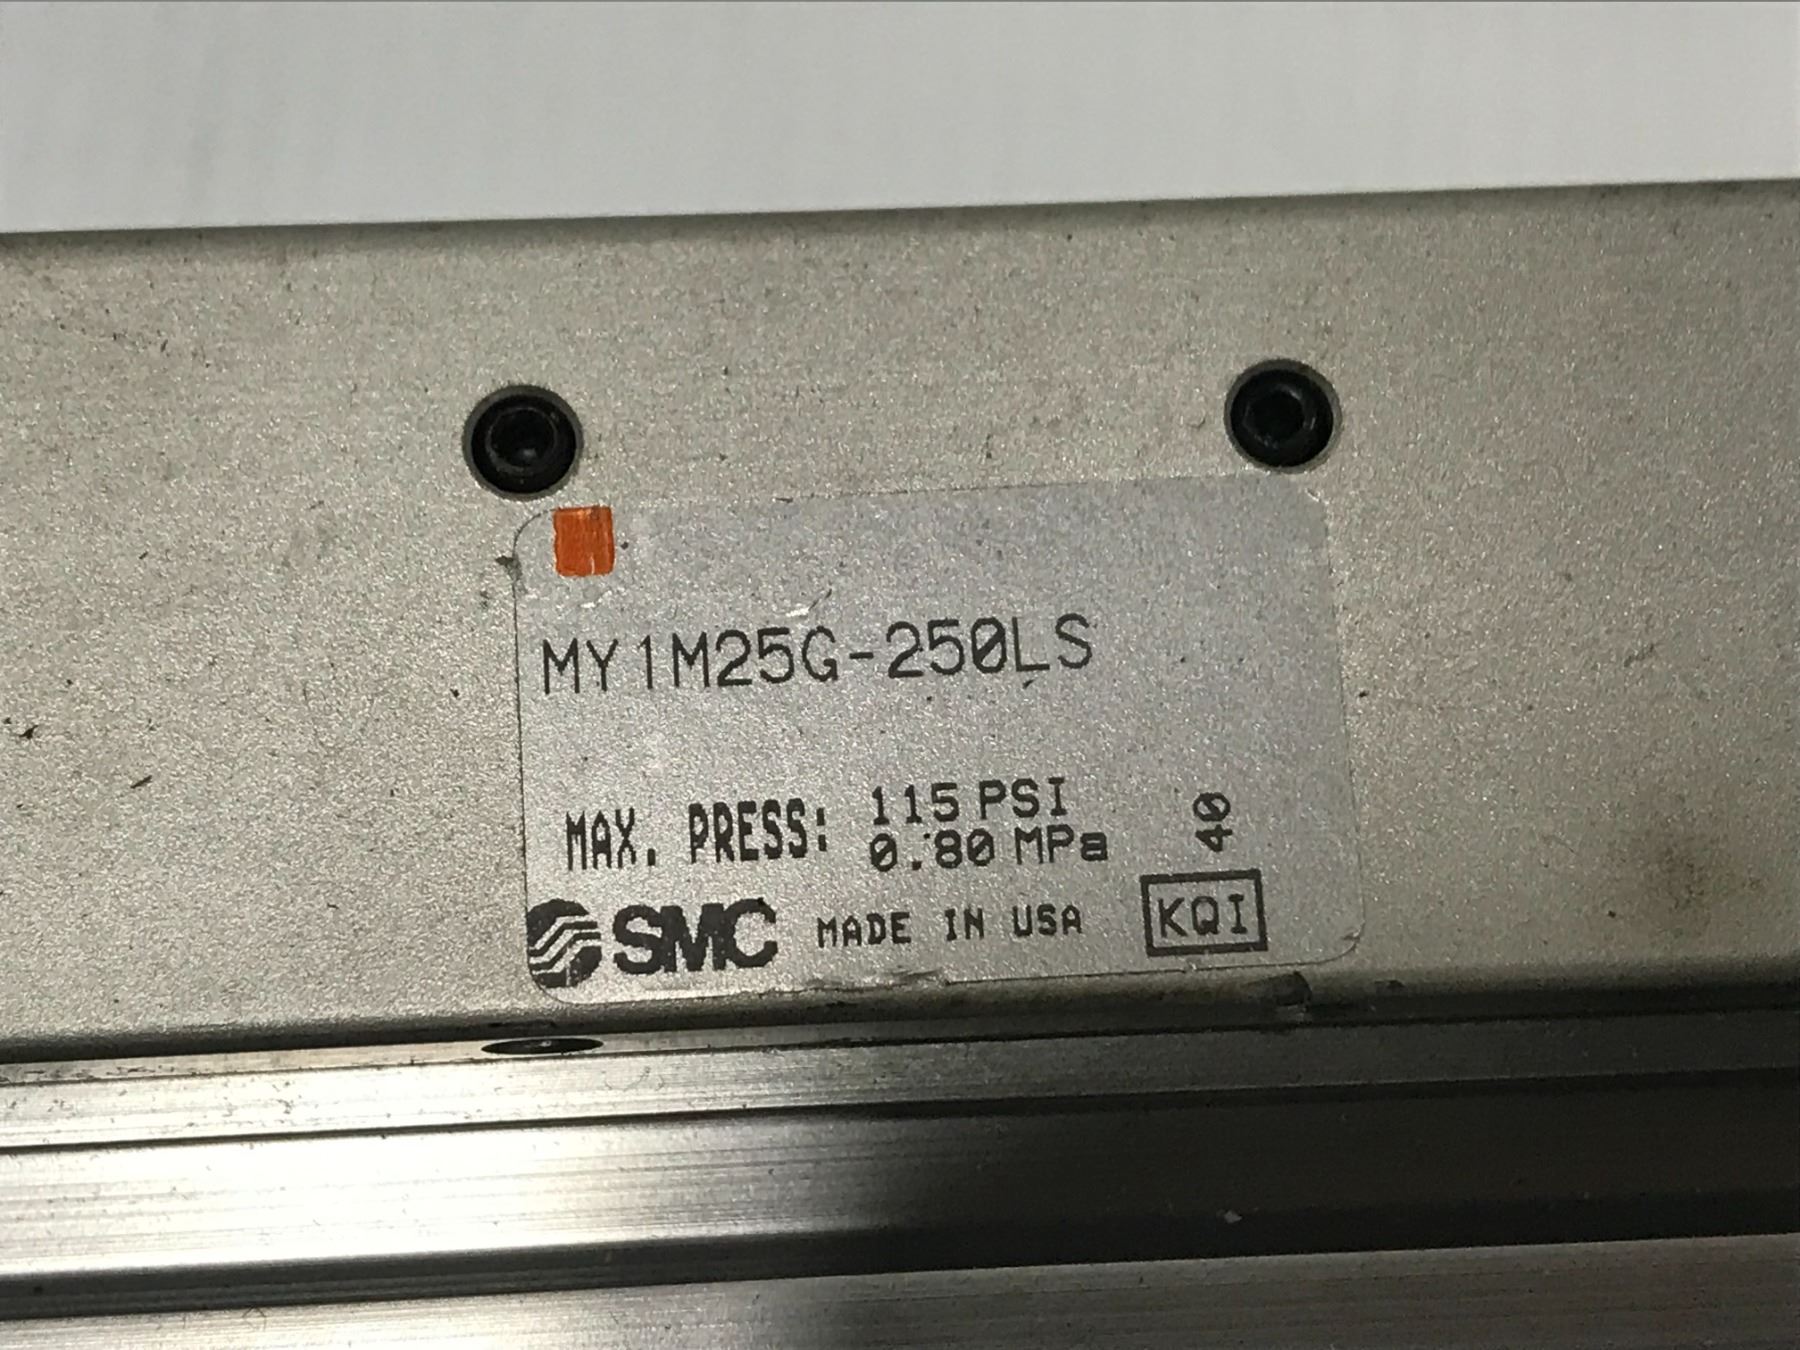 MY1M25G-250LS
MAX. PRESS: 115 PSI
0.80 MPa
40
SMC MADE IN USA KQI